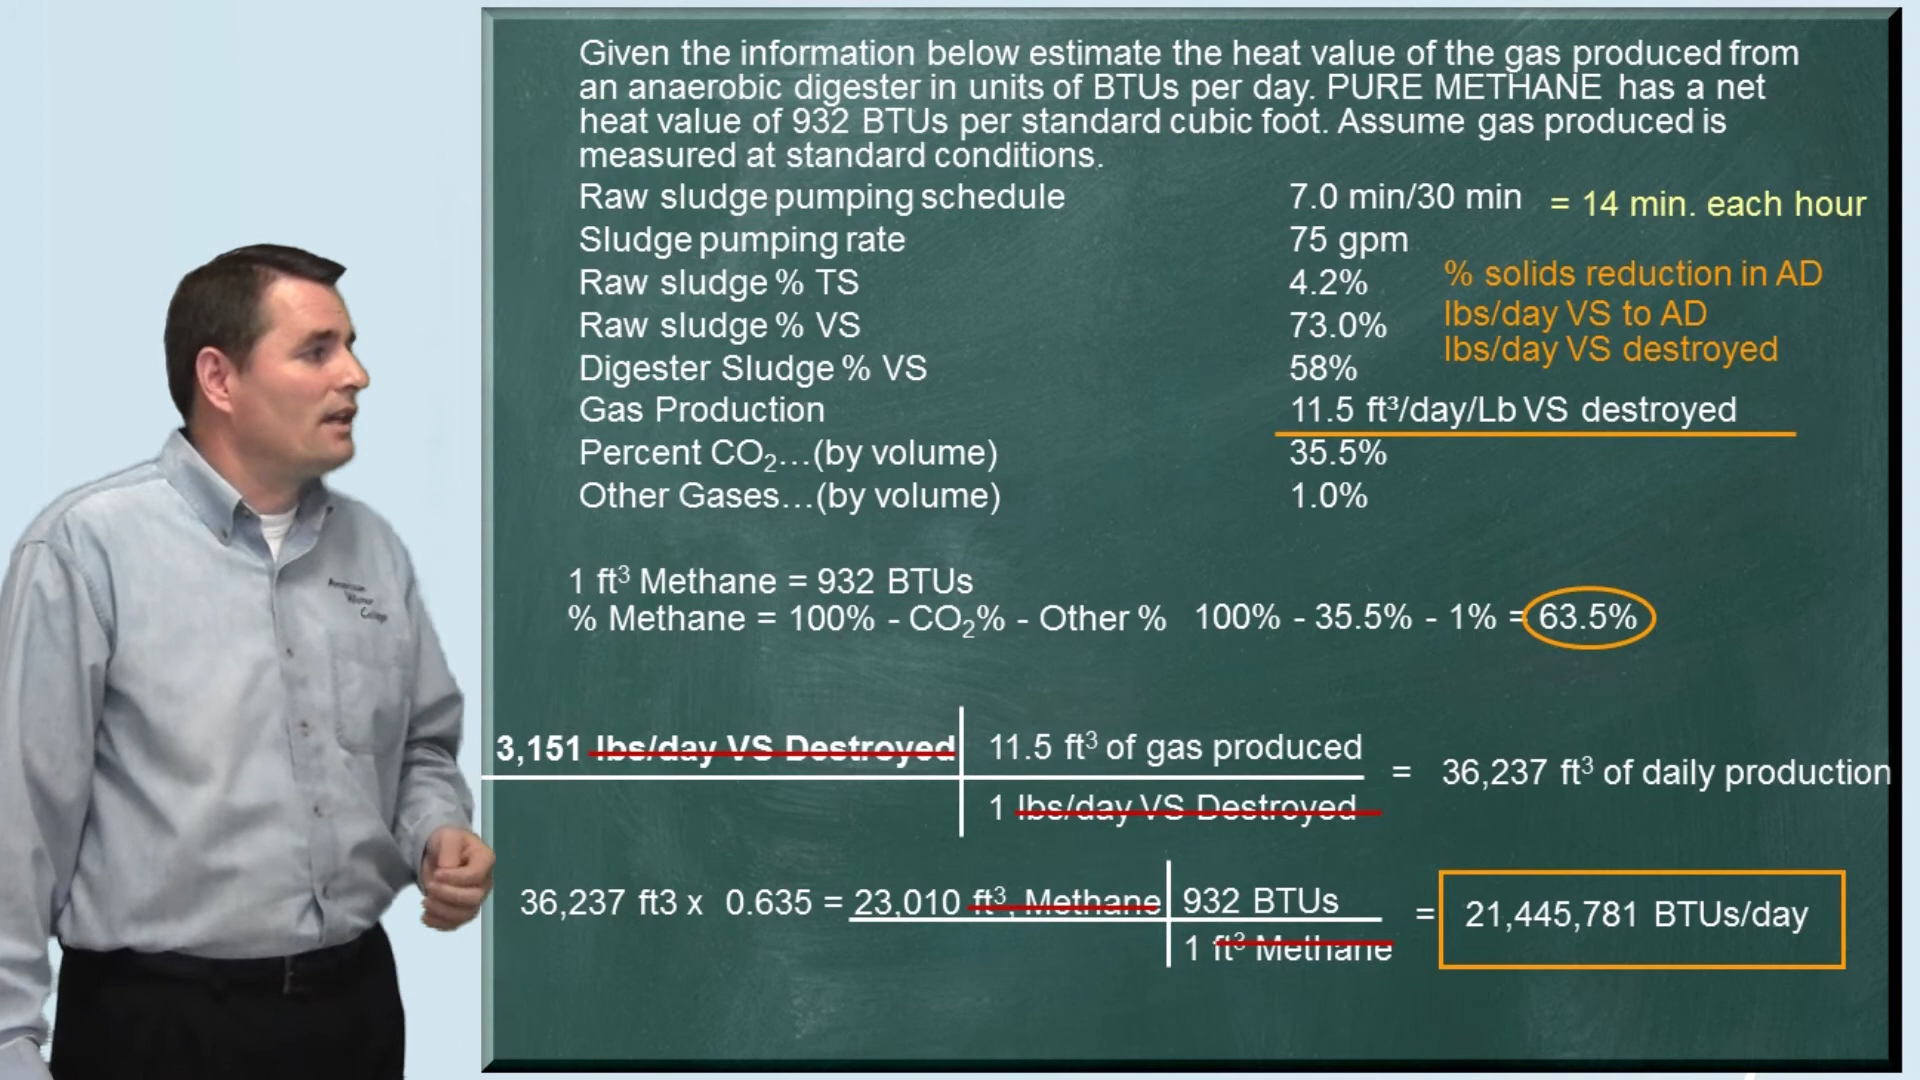 Given the information below estimate the heat value of the gas produced from
an anaerobic digester in units of BTUs per day. PURE METHANE has a net
heat value of 932 BTUs per standard cubic foot. Assume gas produced is
measured at standard conditions.
Raw sludge pumping schedule 7.0 min/30 min = 14 min. each hour
Sludge pumping rate 75 gpm
% solids reduction in AD
Raw sludge % TS 4.2%
lbs/day VS to AD
Raw sludge % VS 73.0%
lbs/day VS destroyed
Digester Sludge % VS 58%
Gas Production 11.5 ft³/day/Lb VS destroyed
Percent CO₂...(by volume) 35.5%
Other Gases...(by volume) 1.0%
1 ft³ Methane = 932 BTUs
% Methane = 100% - CO₂% - Other % 100% - 35.5% - 1% = 63.5%
American
Water
College
3,151 lbs/day VS Destroyed 11.5 ft³ of gas produced
= 36,237 ft³ of daily production
1 lbs/day VS Destroyed
36,237 ft3 x 0.635 = 23,010 ft³, Methane 932 BTUs
= 21,445,781 BTUs/day
1 ft³ Methane